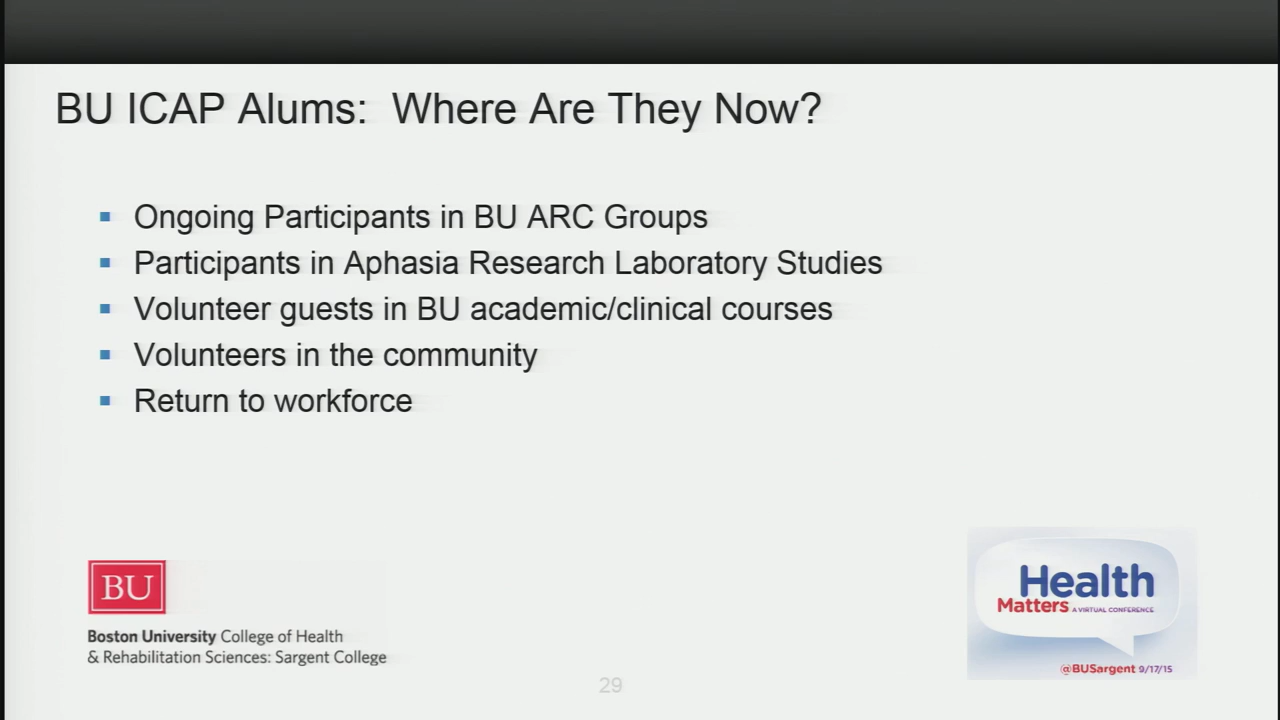 BU ICAP Alums:  Where Are They Now?
Ongoing Participants in BU ARC Groups
Participants in Aphasia Research Laboratory Studies
Volunteer guests in BU academic/clinical courses
Volunteers in the community
Return to workforce
BU
Boston University College of Health
& Rehabilitation Sciences: Sargent College
Health
Matters A VIRTUAL CONFERENCE
@BUSargent 9/17/15
29